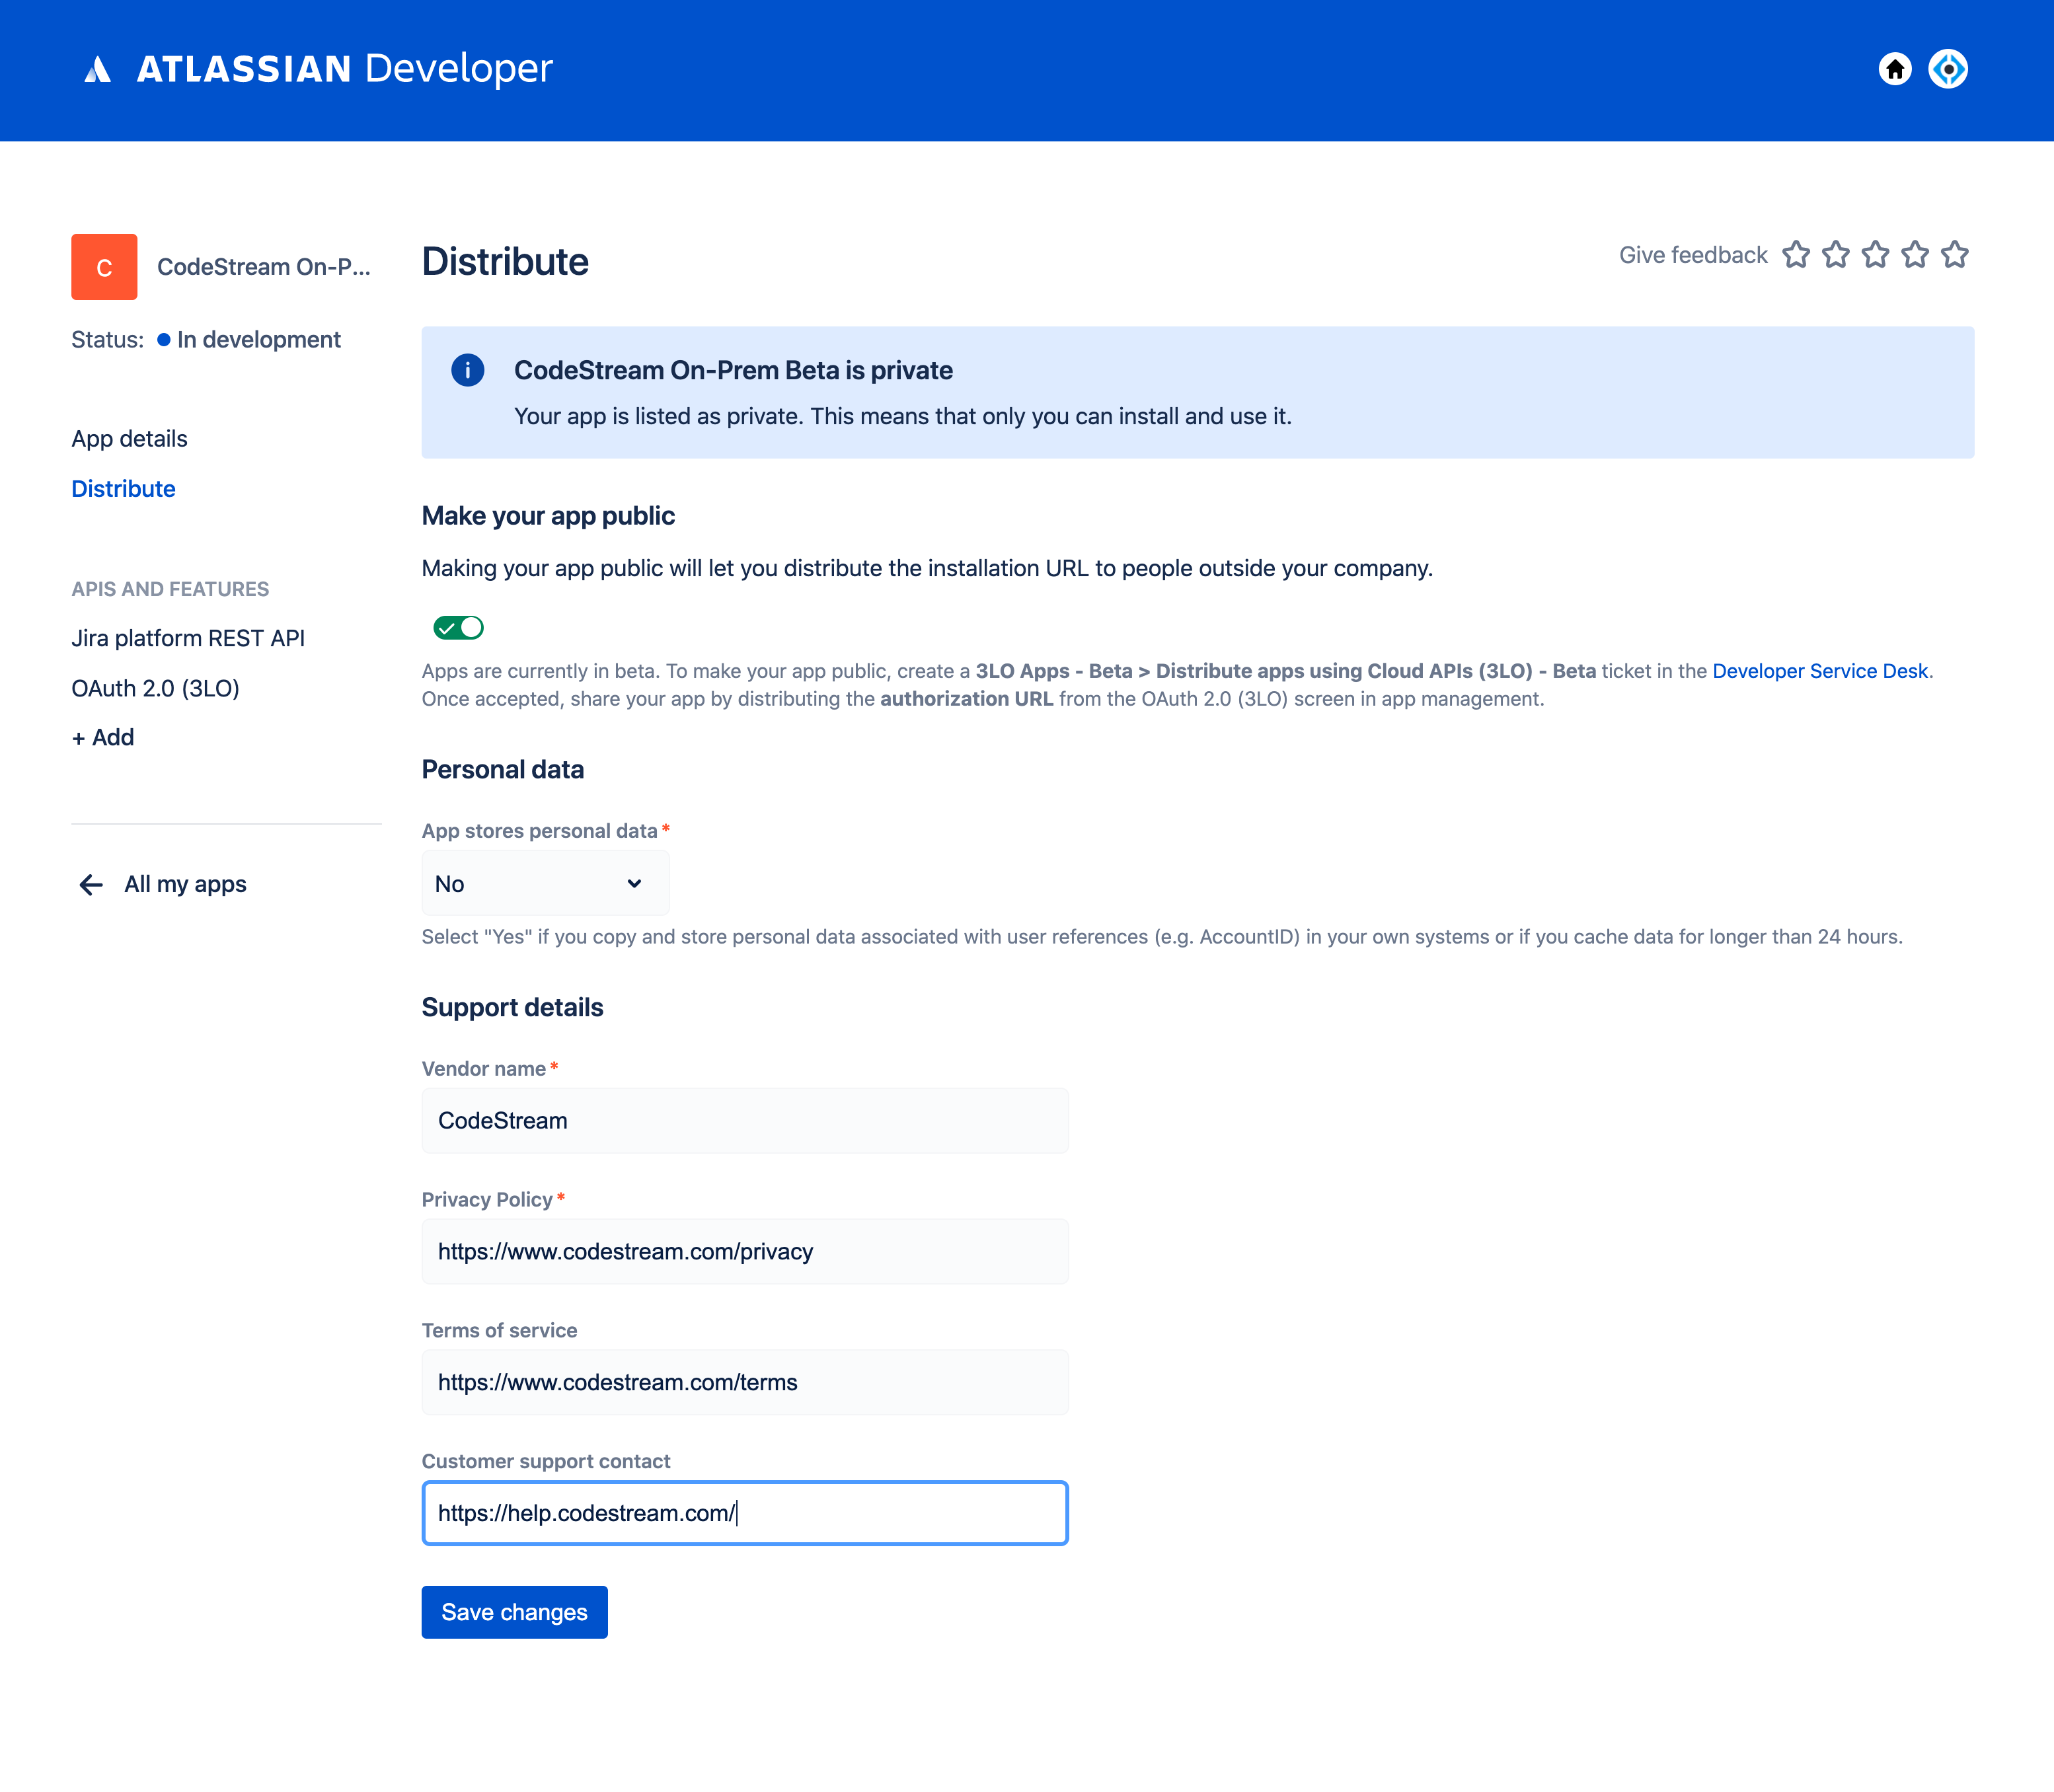 ATLASSIAN Developer
C
CodeStream On-P...
Status: In development
App details
Distribute
APIS AND FEATURES
Jira platform REST API
OAuth 2.0 (3LO)
+ Add
All my apps
Distribute
Give feedback
CodeStream On-Prem Beta is private
Your app is listed as private. This means that only you can install and use it.
Make your app public
Making your app public will let you distribute the installation URL to people outside your company.
Apps are currently in beta. To make your app public, create a 3LO Apps - Beta > Distribute apps using Cloud APIs (3LO) - Beta ticket in the Developer Service Desk.
Once accepted, share your app by distributing the authorization URL from the OAuth 2.0 (3LO) screen in app management.
Personal data
App stores personal data*
No
Select "Yes" if you copy and store personal data associated with user references (e.g. AccountID) in your own systems or if you cache data for longer than 24 hours.
Support details
Vendor name*
CodeStream
Privacy Policy*
https://www.codestream.com/privacy
Terms of service
https://www.codestream.com/terms
Customer support contact
https://help.codestream.com/
Save changes